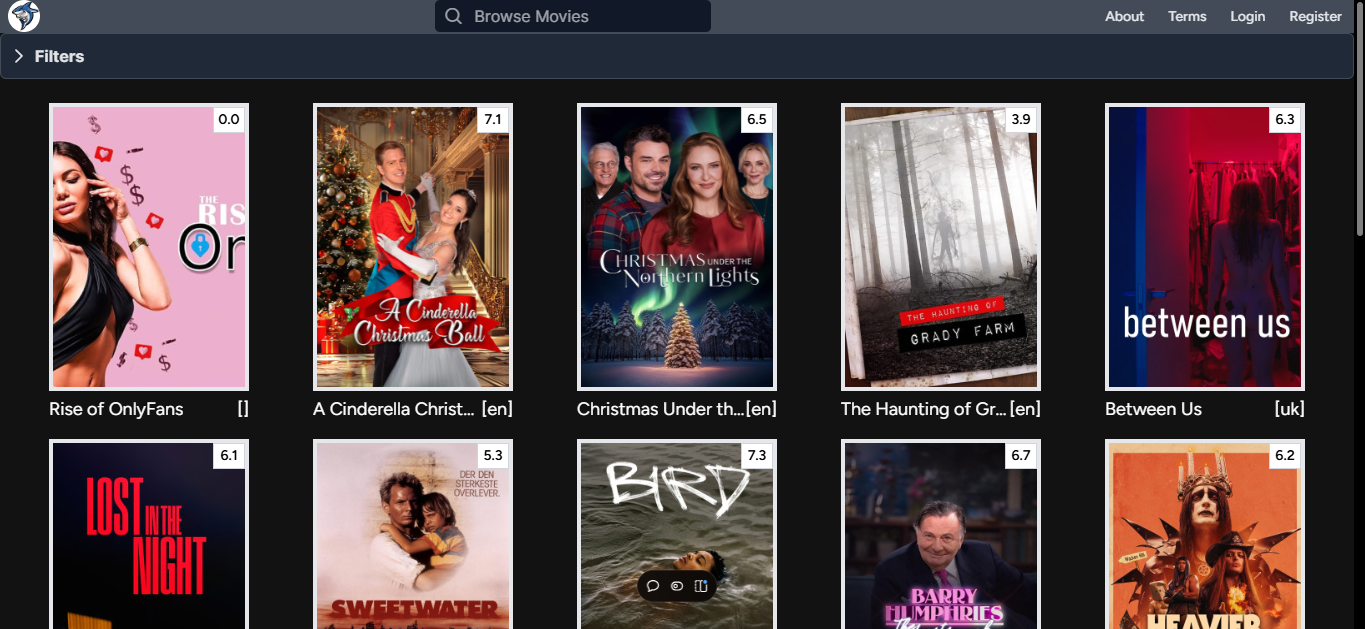 Browse Movies
About
Terms
Login
Register
Filters
0.0
THE
RIS
On
Rise of OnlyFans
[]
7.1
A Cinderella
Christmas Ball
A Cinderella Christ...
[en]
6.5
CHRISTMAS UNDER THE
Northern Lights
Christmas Under th...
[en]
3.9
THE HAUNTING OF
GRADY FARM
The Haunting of Gr...
[en]
6.3
between us
Between Us
[uk]
6.1
LOST
IN THE
NIGHT
5.3
DER DEN
STERKESTE
OVERLEVER.
SWEETWATER
7.3
BIRD
6.7
BARRY
HUMPHRIES
6.2
HEAVIER